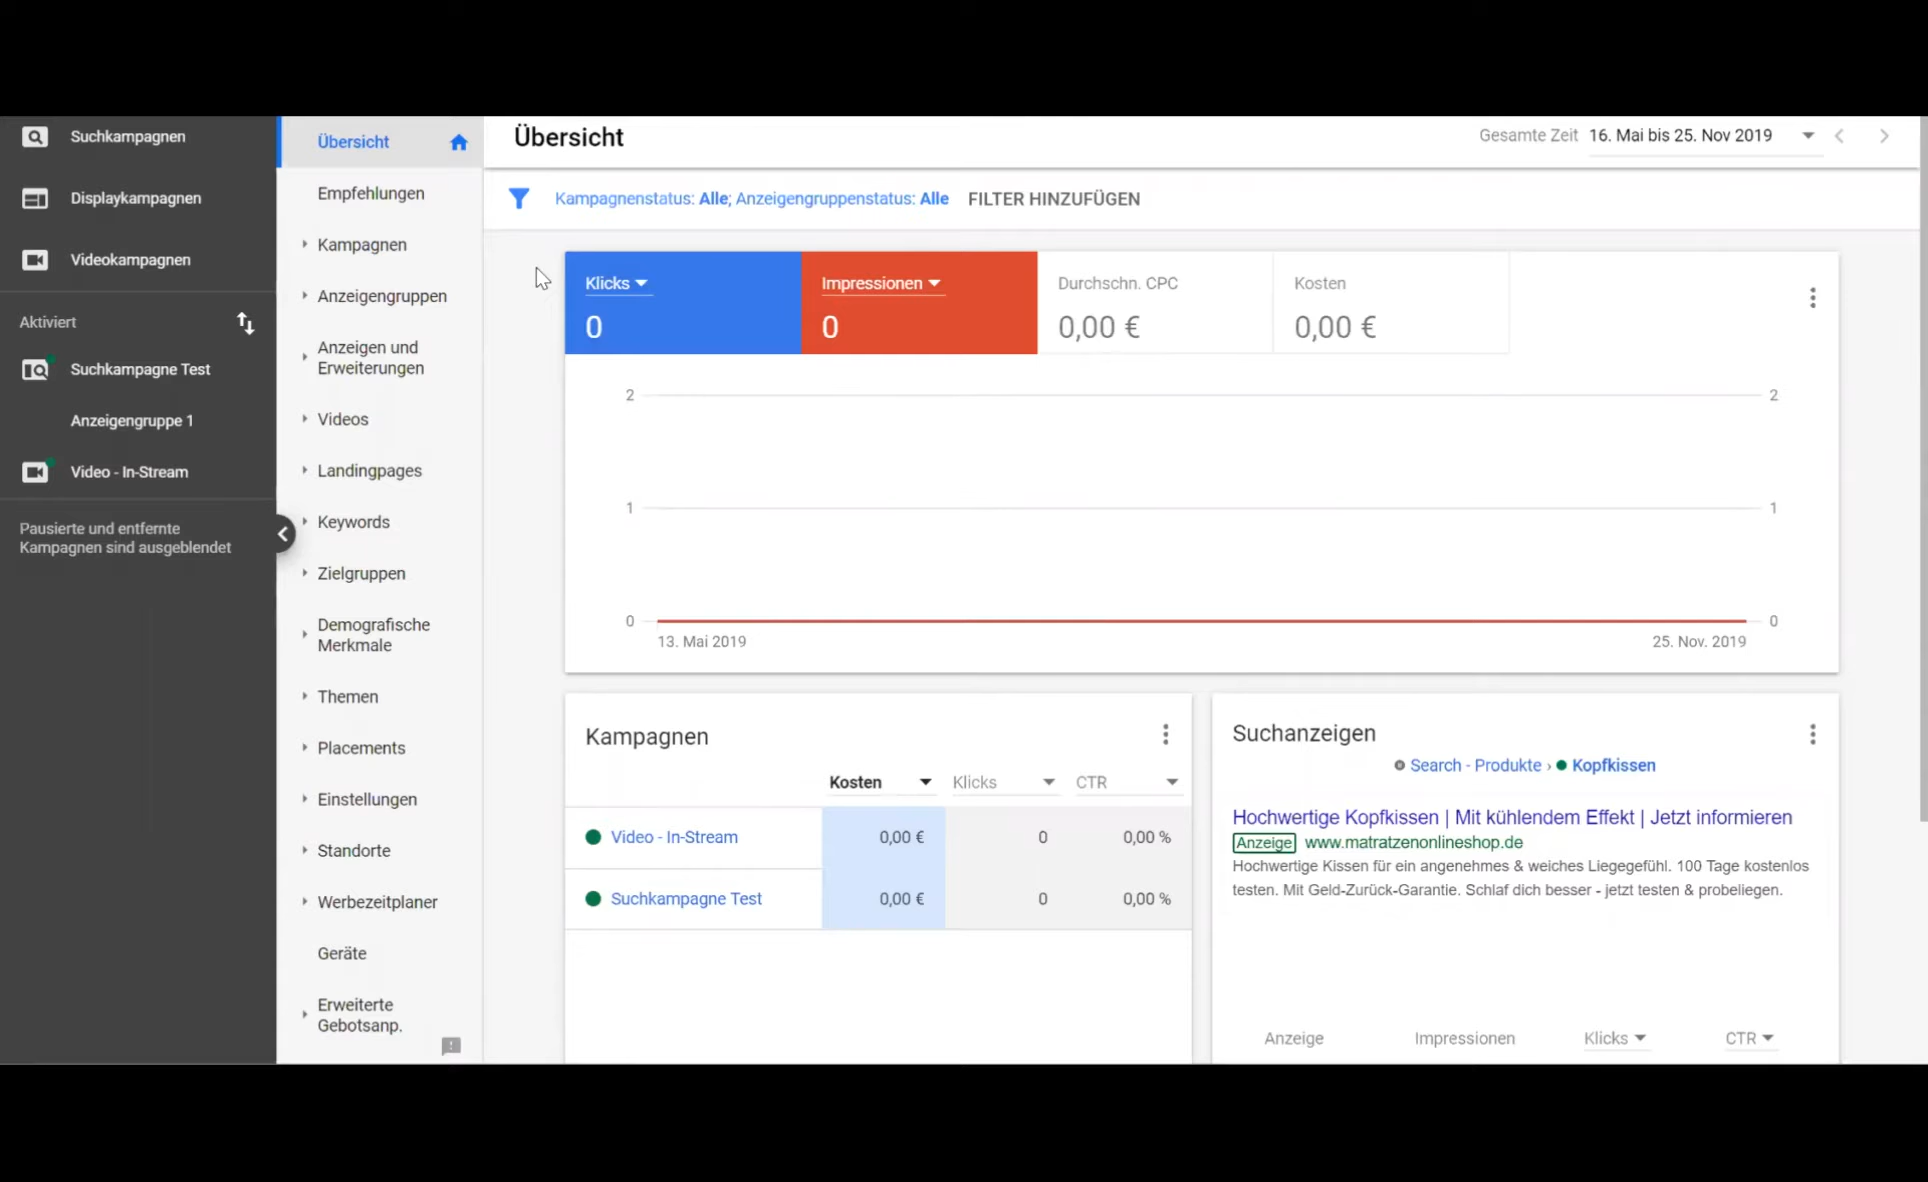 Suchkampagnen
Displaykampagnen
Videokampagnen
Aktiviert
Suchkampagne Test
Anzeigengruppe 1
Video - In-Stream
Pausierte und entfernte
Kampagnen sind ausgeblendet
Übersicht
Empfehlungen
Kampagnen
Anzeigengruppen
Anzeigen und
Erweiterungen
Videos
Landingpages
Keywords
Zielgruppen
Demografische
Merkmale
Themen
Placements
Einstellungen
Standorte
Werbezeitplaner
Geräte
Erweiterte
Gebotsanp.
Übersicht
Gesamte Zeit 16. Mai bis 25. Nov 2019
Kampagnenstatus: Alle; Anzeigengruppenstatus: Alle FILTER HINZUFÜGEN
Klicks Impressionen Durchschn. CPC Kosten
0 0 0,00 € 0,00 €
2 2
1 1
0 0
13. Mai 2019 25. Nov. 2019
Kampagnen
Kosten Klicks CTR
Video - In-Stream 0,00 € 0 0,00 %
Suchkampagne Test 0,00 € 0 0,00 %
Suchanzeigen
Search - Produkte › Kopfkissen
Hochwertige Kopfkissen | Mit kühlendem Effekt | Jetzt informieren
Anzeige www.matratzenonlineshop.de
Hochwertige Kissen für ein angenehmes & weiches Liegegefühl. 100 Tage kostenlos
testen. Mit Geld-Zurück-Garantie. Schlaf dich besser - jetzt testen & probeliegen.
Anzeige Impressionen Klicks CTR